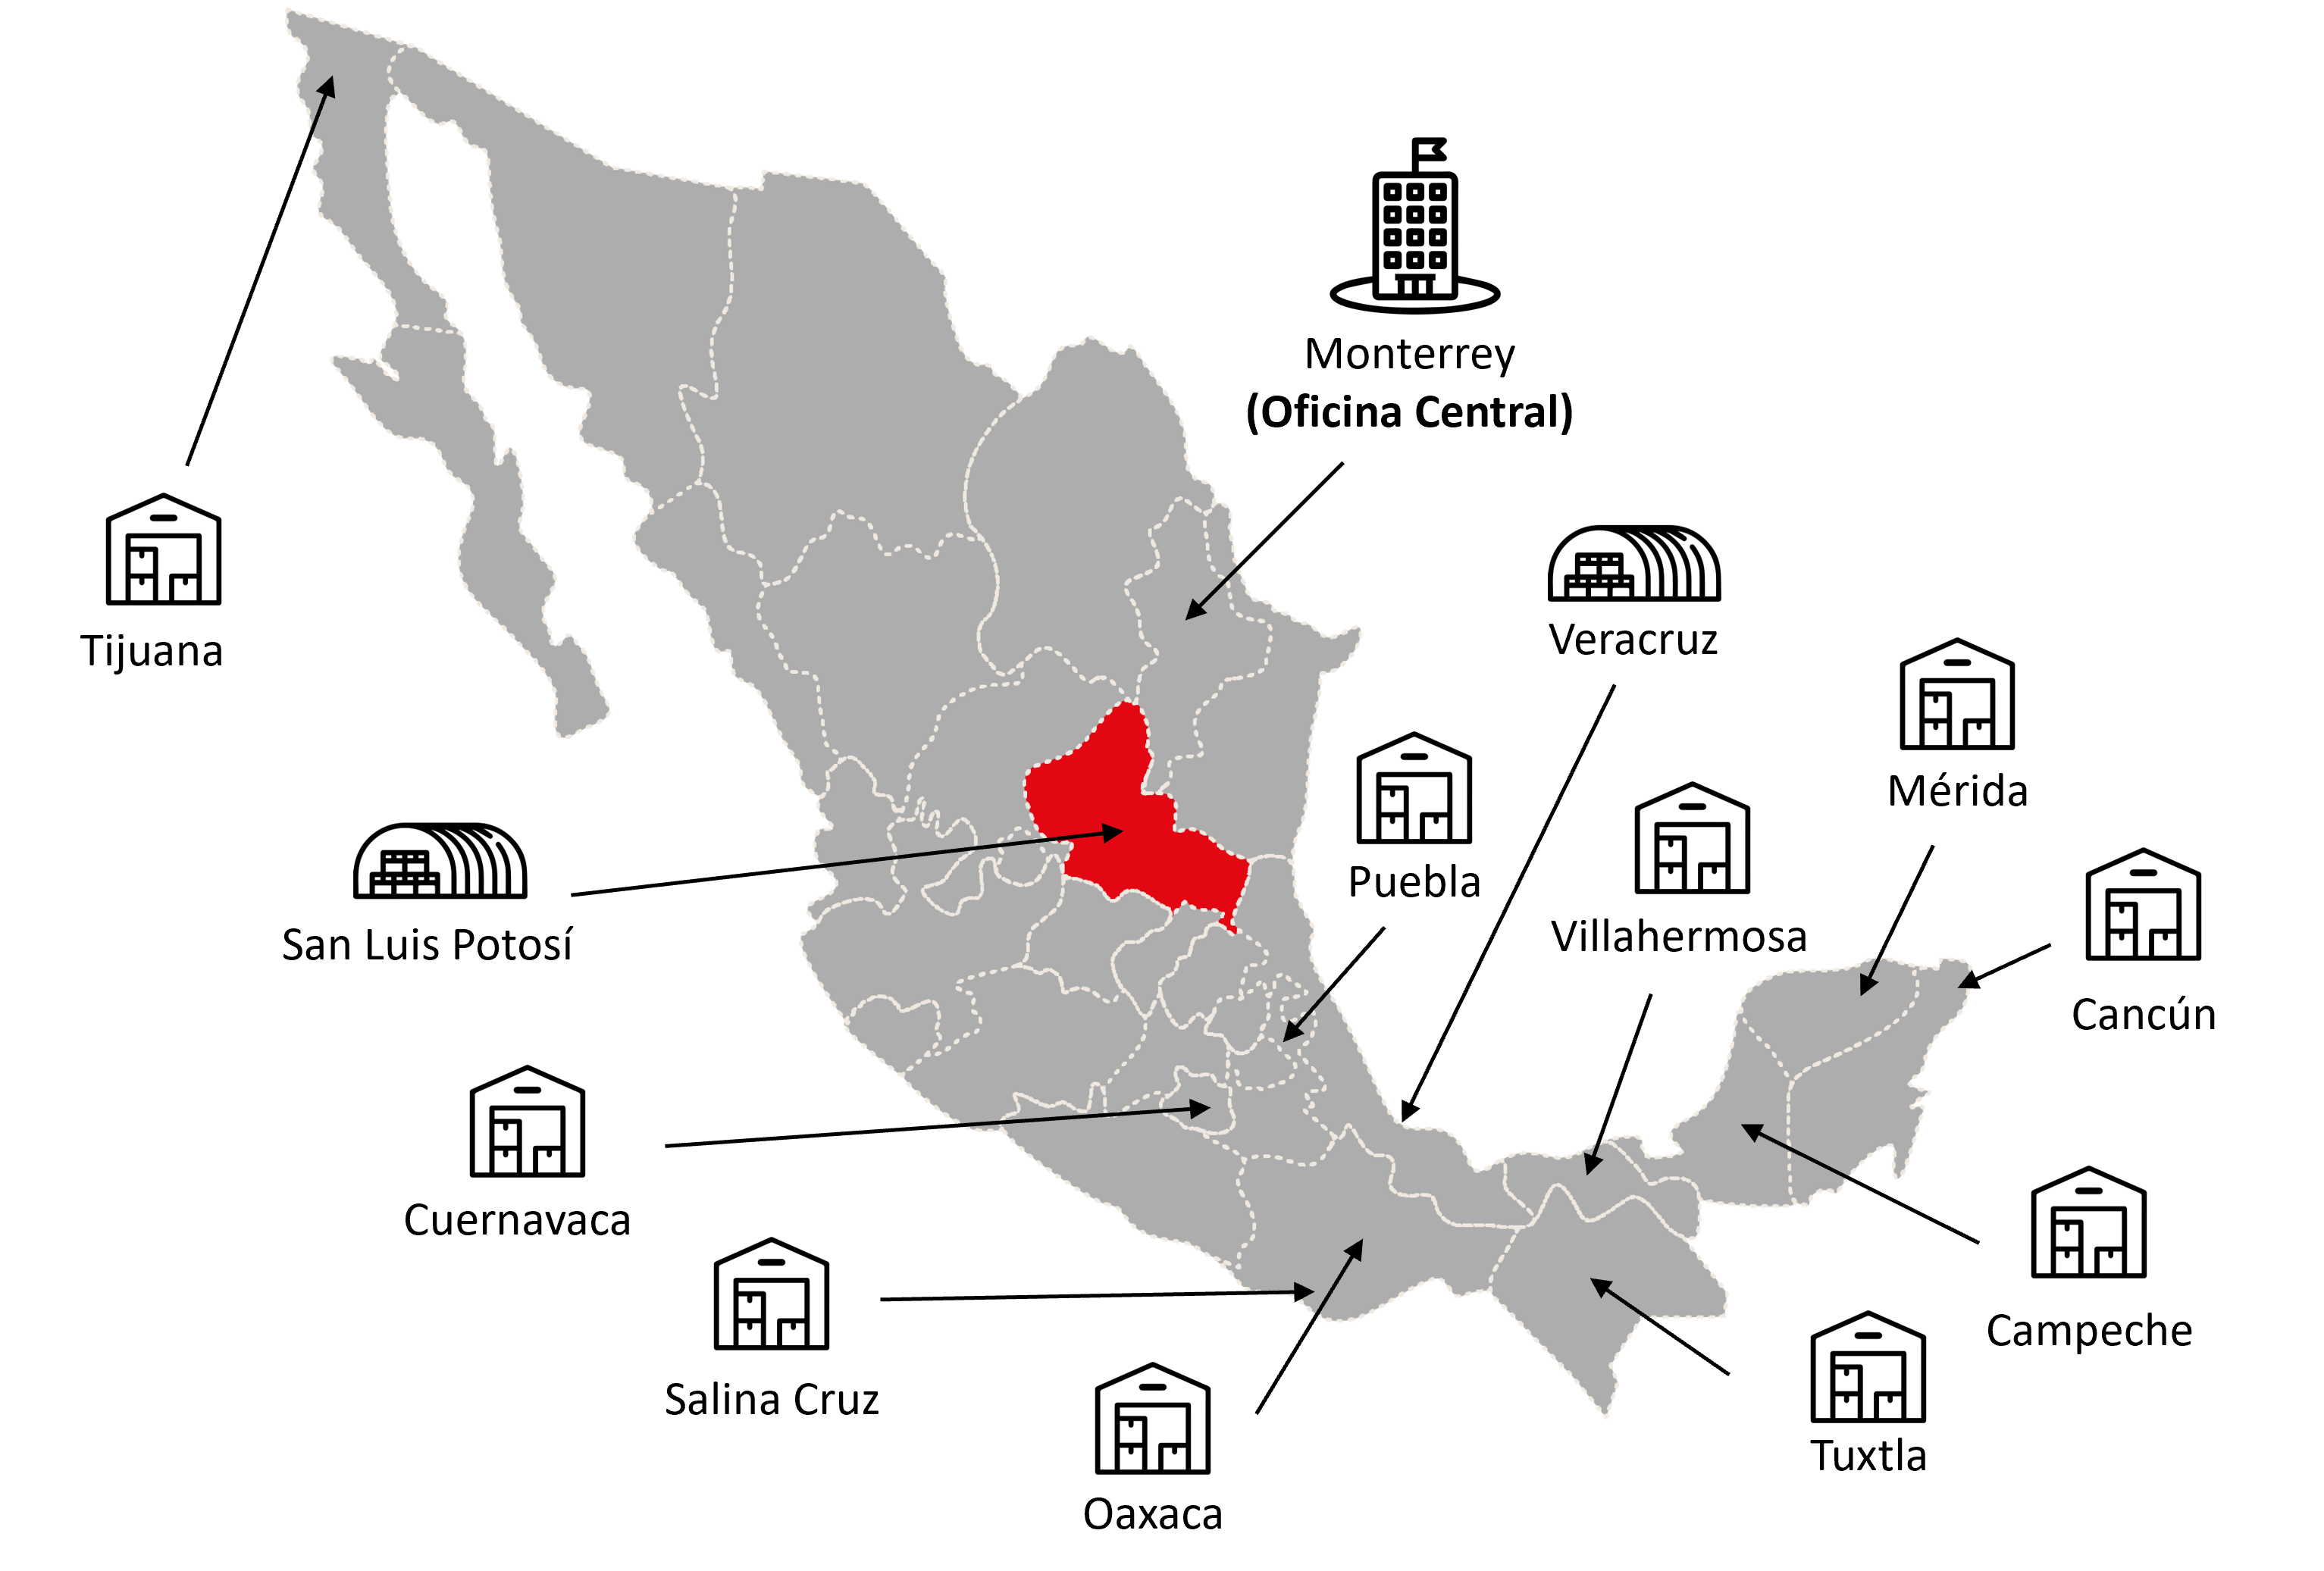 Monterrey
(Oficina Central)
Tijuana
Veracruz
Mérida
Puebla
Villahermosa
San Luis Potosí
Cancún
Cuernavaca
Campeche
Salina Cruz
Tuxtla
Oaxaca